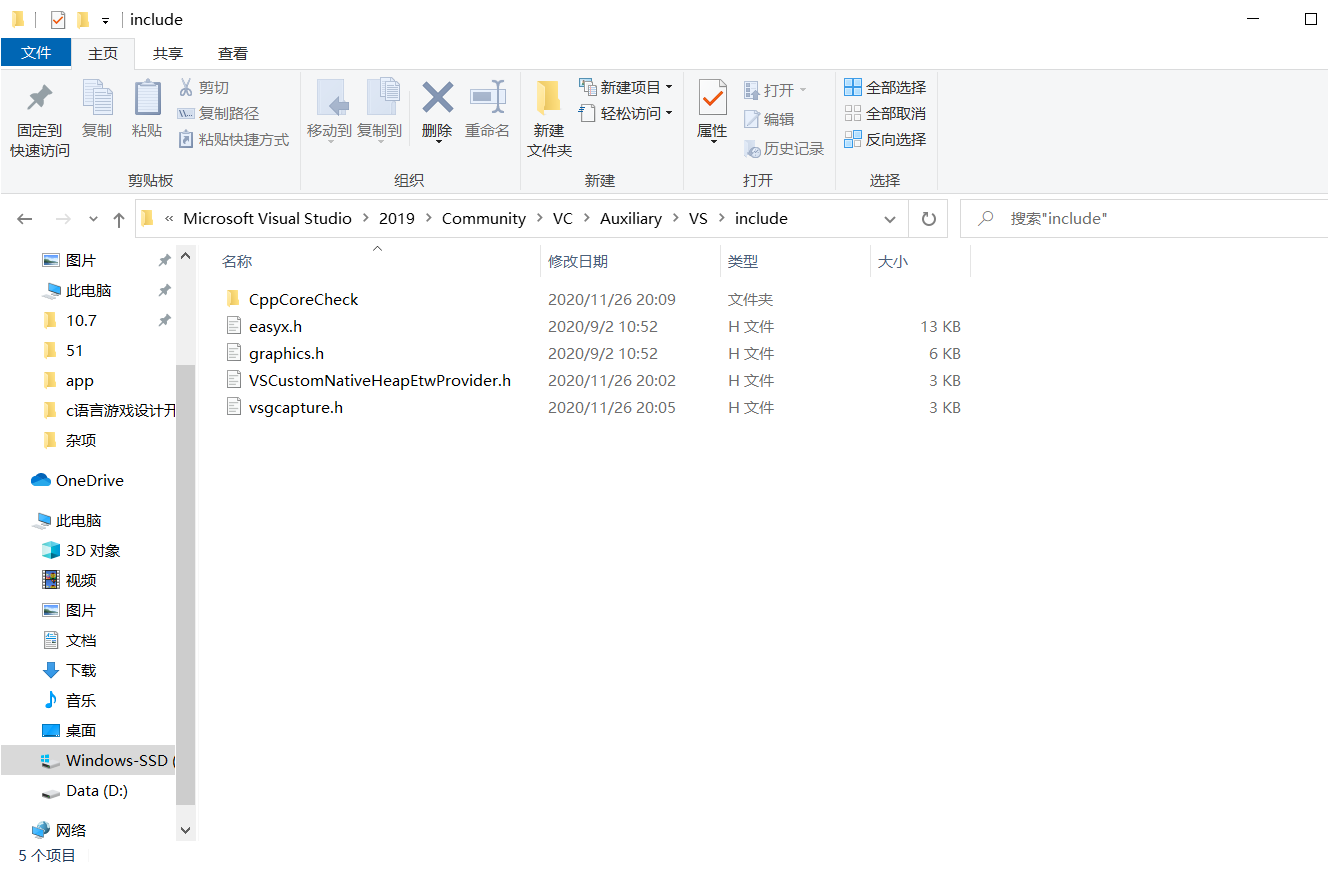 include
文件 主页 共享 查看
固定到
快速访问
复制
粘贴
剪切
复制路径
粘贴快捷方式
剪贴板
移动到
复制到
删除
重命名
组织
新建
文件夹
新建项目
轻松访问
新建
属性
打开
编辑
历史记录
打开
全部选择
全部取消
反向选择
选择
« Microsoft Visual Studio > 2019 > Community > VC > Auxiliary > VS > include
搜索"include"
图片
此电脑
10.7
51
app
c语言游戏设计开
杂项
OneDrive
此电脑
3D 对象
视频
图片
文档
下载
音乐
桌面
Windows-SSD (
Data (D:)
网络
名称 修改日期 类型 大小
CppCoreCheck 2020/11/26 20:09 文件夹
easyx.h 2020/9/2 10:52 H 文件 13 KB
graphics.h 2020/9/2 10:52 H 文件 6 KB
VSCustomNativeHeapEtwProvider.h 2020/11/26 20:02 H 文件 3 KB
vsgcapture.h 2020/11/26 20:05 H 文件 3 KB
5 个项目